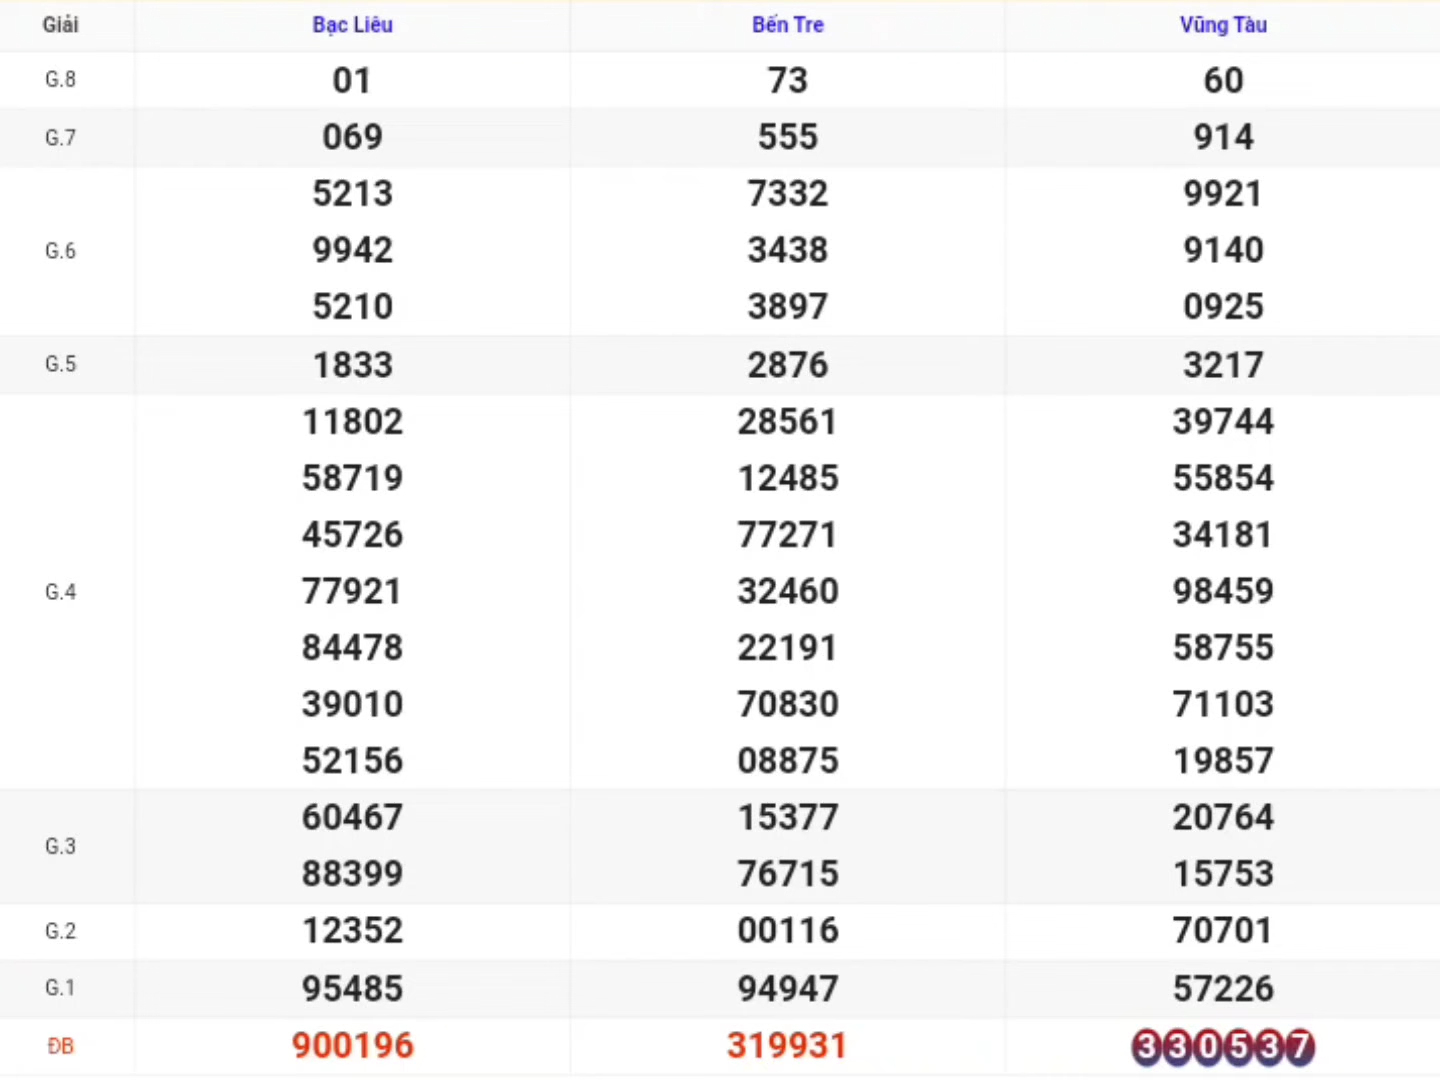 Giải Bạc Liêu Bến Tre Vũng Tàu
G.8 01 73 60
G.7 069 555 914
5213 7332 9921
G.6 9942 3438 9140
5210 3897 0925
G.5 1833 2876 3217
11802 28561 39744
58719 12485 55854
45726 77271 34181
G.4 77921 32460 98459
84478 22191 58755
39010 70830 71103
52156 08875 19857
60467 15377 20764
G.3
88399 76715 15753
G.2 12352 00116 70701
G.1 95485 94947 57226
ĐB 900196 319931 330537